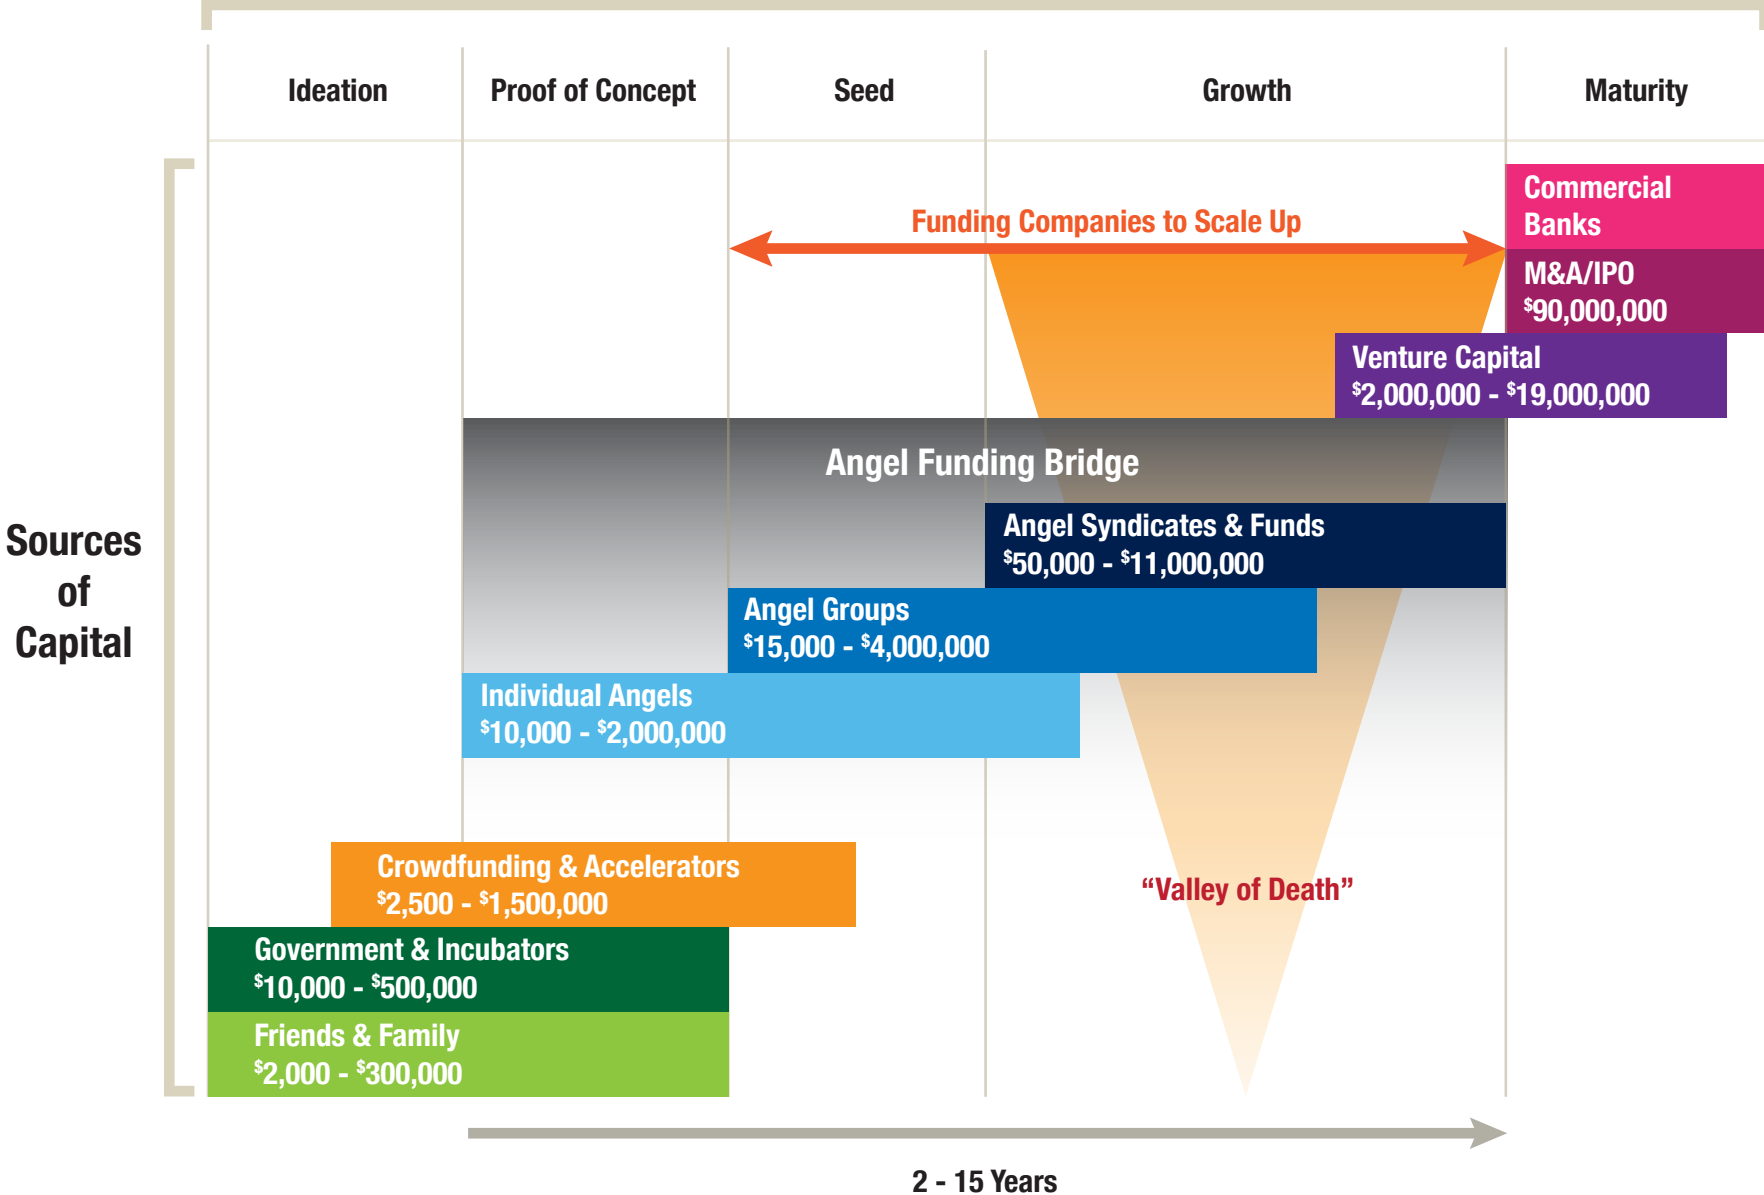 Ideation
Proof of Concept
Seed
Growth
Maturity
Sources
of
Capital
Funding Companies to Scale Up
Commercial
Banks
M&A/IPO
$90,000,000
Venture Capital
$2,000,000 - $19,000,000
Angel Funding Bridge
Angel Syndicates & Funds
$50,000 - $11,000,000
Angel Groups
$15,000 - $4,000,000
Individual Angels
$10,000 - $2,000,000
Crowdfunding & Accelerators
$2,500 - $1,500,000
“Valley of Death”
Government & Incubators
$10,000 - $500,000
Friends & Family
$2,000 - $300,000
2 - 15 Years